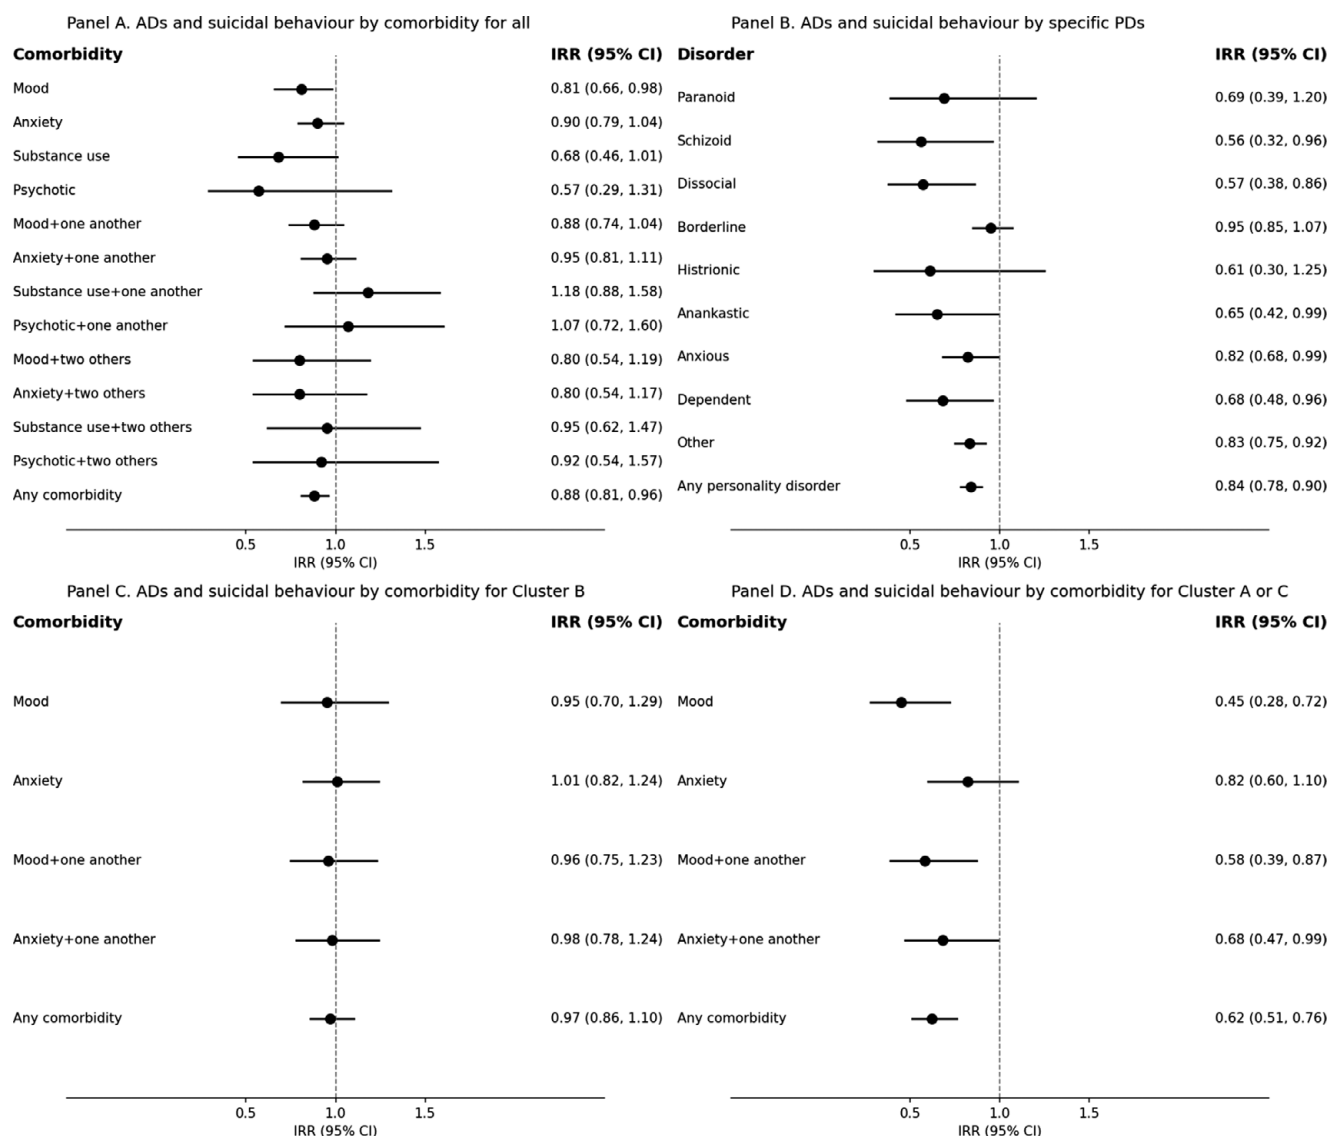 Panel A. ADs and suicidal behaviour by comorbidity for all
Comorbidity IRR (95% CI)
Mood 0.81 (0.66, 0.98)
Anxiety 0.90 (0.79, 1.04)
Substance use 0.68 (0.46, 1.01)
Psychotic 0.57 (0.29, 1.31)
Mood+one another 0.88 (0.74, 1.04)
Anxiety+one another 0.95 (0.81, 1.11)
Substance use+one another 1.18 (0.88, 1.58)
Psychotic+one another 1.07 (0.72, 1.60)
Mood+two others 0.80 (0.54, 1.19)
Anxiety+two others 0.80 (0.54, 1.17)
Substance use+two others 0.95 (0.62, 1.47)
Psychotic+two others 0.92 (0.54, 1.57)
Any comorbidity 0.88 (0.81, 0.96)
0.5 1.0 1.5
IRR (95% CI)
Panel B. ADs and suicidal behaviour by specific PDs
Disorder IRR (95% CI)
Paranoid 0.69 (0.39, 1.20)
Schizoid 0.56 (0.32, 0.96)
Dissocial 0.57 (0.38, 0.86)
Borderline 0.95 (0.85, 1.07)
Histrionic 0.61 (0.30, 1.25)
Anankastic 0.65 (0.42, 0.99)
Anxious 0.82 (0.68, 0.99)
Dependent 0.68 (0.48, 0.96)
Other 0.83 (0.75, 0.92)
Any personality disorder 0.84 (0.78, 0.90)
0.5 1.0 1.5
IRR (95% CI)
Panel C. ADs and suicidal behaviour by comorbidity for Cluster B
Comorbidity IRR (95% CI)
Mood 0.95 (0.70, 1.29)
Anxiety 1.01 (0.82, 1.24)
Mood+one another 0.96 (0.75, 1.23)
Anxiety+one another 0.98 (0.78, 1.24)
Any comorbidity 0.97 (0.86, 1.10)
0.5 1.0 1.5
IRR (95% CI)
Panel D. ADs and suicidal behaviour by comorbidity for Cluster A or C
Comorbidity IRR (95% CI)
Mood 0.45 (0.28, 0.72)
Anxiety 0.82 (0.60, 1.10)
Mood+one another 0.58 (0.39, 0.87)
Anxiety+one another 0.68 (0.47, 0.99)
Any comorbidity 0.62 (0.51, 0.76)
0.5 1.0 1.5
IRR (95% CI)